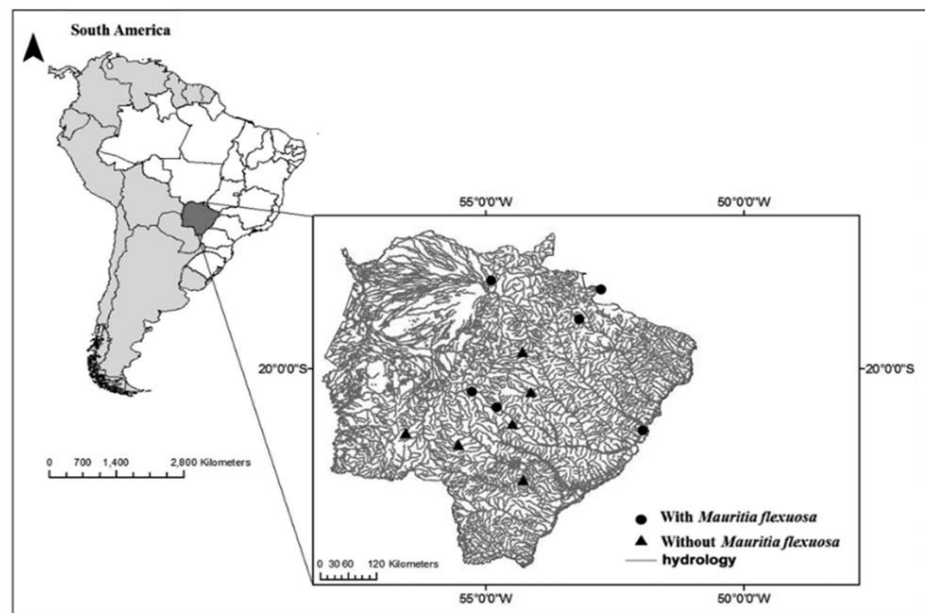 South America
55°0'0"W 50°0'0"W
20°0'0"S 20°0'0"S
0 700 1,400 2,800 Kilometers
With Mauritia flexuosa
Without Mauritia flexuosa
hydrology
0 30 60 120 Kilometers
55°0'0"W 50°0'0"W